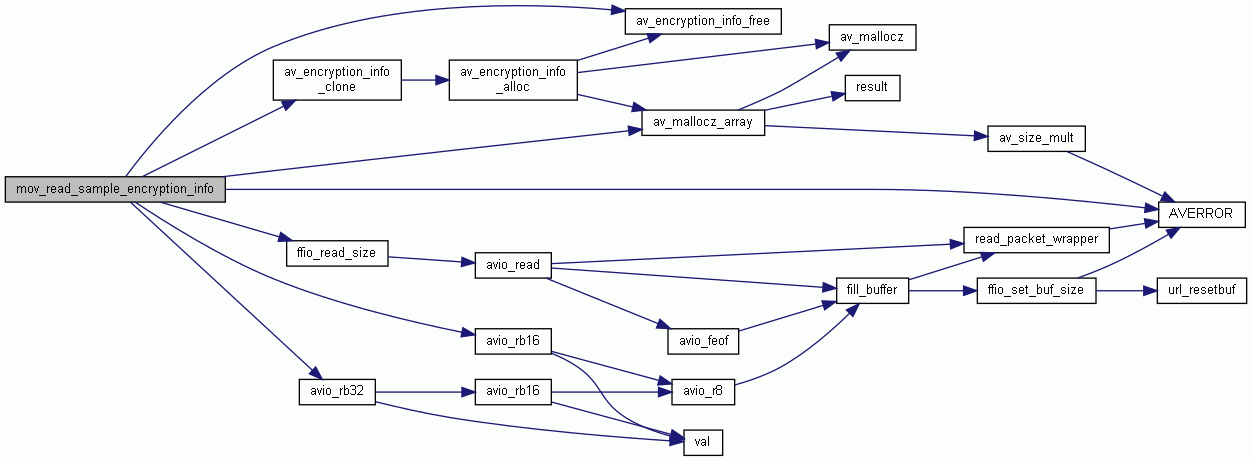 av_encryption_info_free
av_mallocz
av_encryption_info
_clone
av_encryption_info
_alloc
result
av_mallocz_array
av_size_mult
mov_read_sample_encryption_info
AVERROR
ffio_read_size
read_packet_wrapper
avio_read
fill_buffer
ffio_set_buf_size
url_resetbuf
avio_rb16
avio_feof
avio_rb32
avio_rb16
avio_r8
val